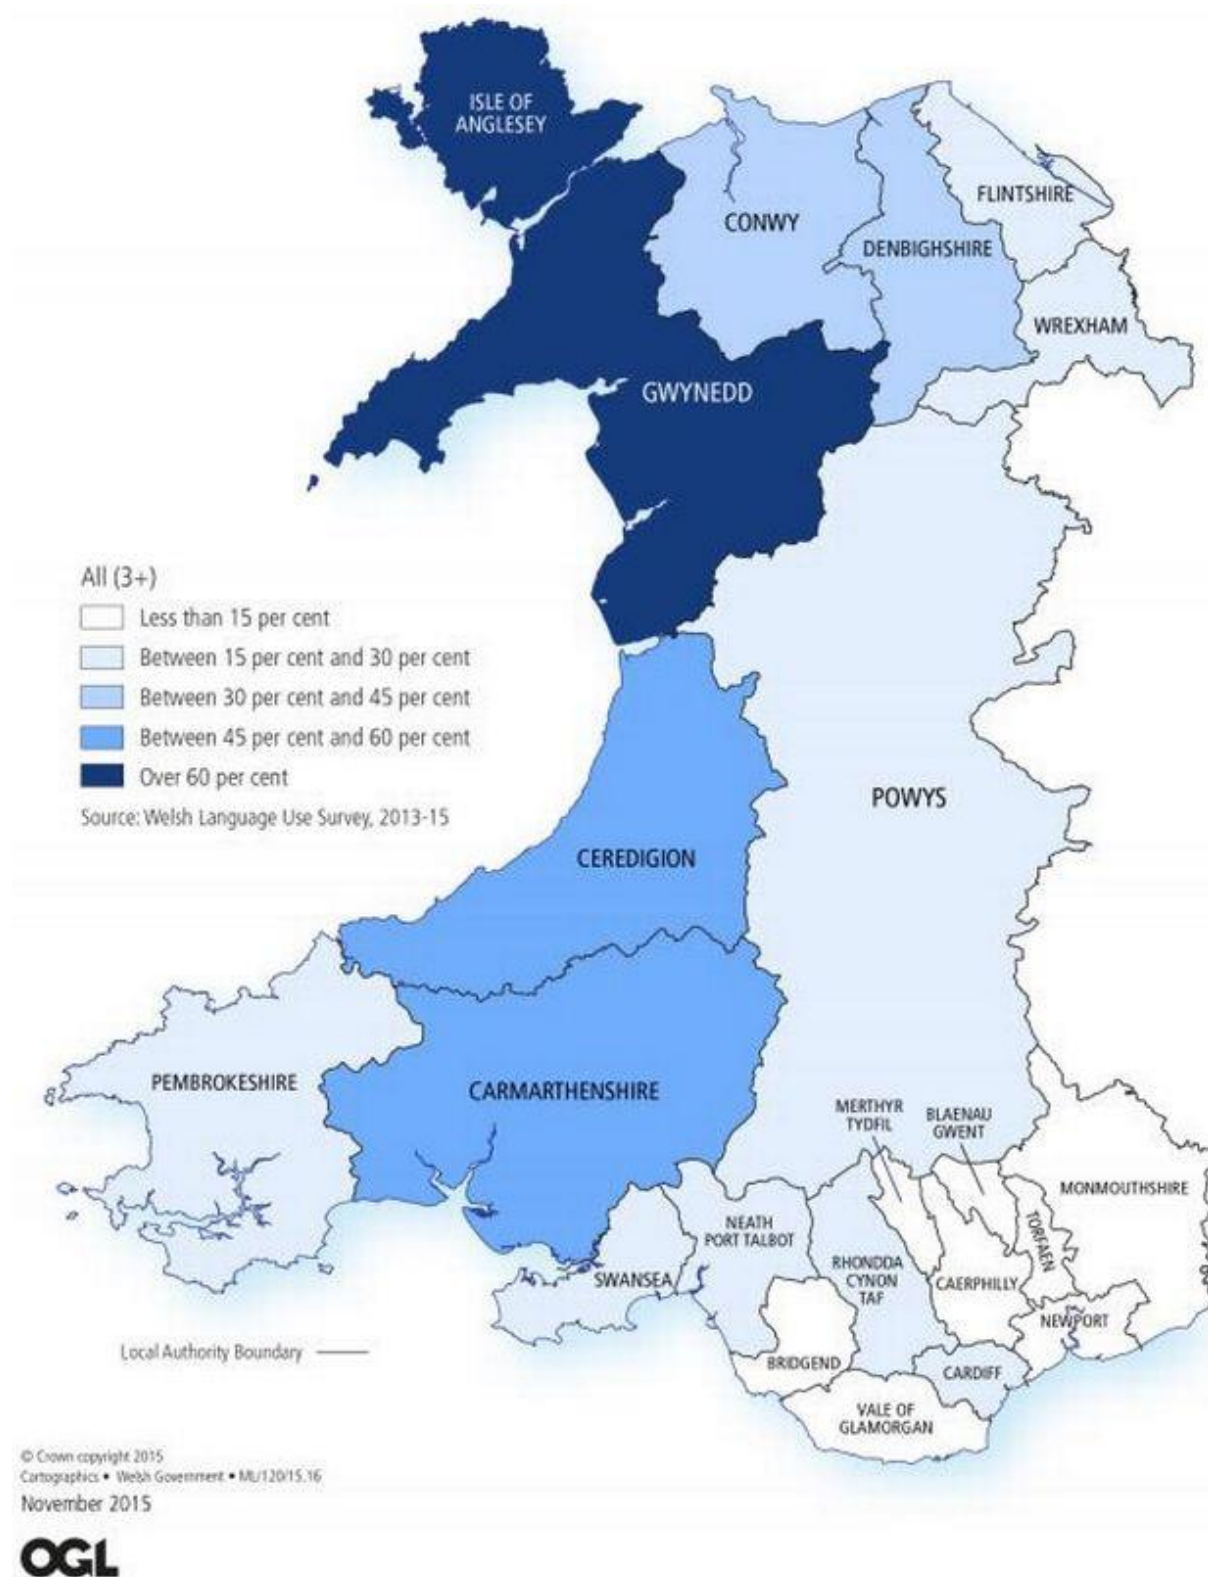 ISLE OF
ANGLESEY
FLINTSHIRE
CONWY
DENBIGHSHIRE
WREXHAM
GWYNEDD
All (3+)
Less than 15 per cent
Between 15 per cent and 30 per cent
Between 30 per cent and 45 per cent
Between 45 per cent and 60 per cent
Over 60 per cent
Source: Welsh Language Use Survey, 2013-15
POWYS
CEREDIGION
PEMBROKESHIRE
CARMARTHENSHIRE
MERTHYR
TYDFIL
BLAENAU
GWENT
MONMOUTHSHIRE
NEATH
PORT TALBOT
TORFAEN
SWANSEA
RHONDDA
CYNON
TAF
CAERPHILLY
NEWPORT
Local Authority Boundary
BRIDGEND
CARDIFF
VALE OF
GLAMORGAN
© Crown copyright 2015
Cartographics • Welsh Government • ML/120/15.16
November 2015
OGL